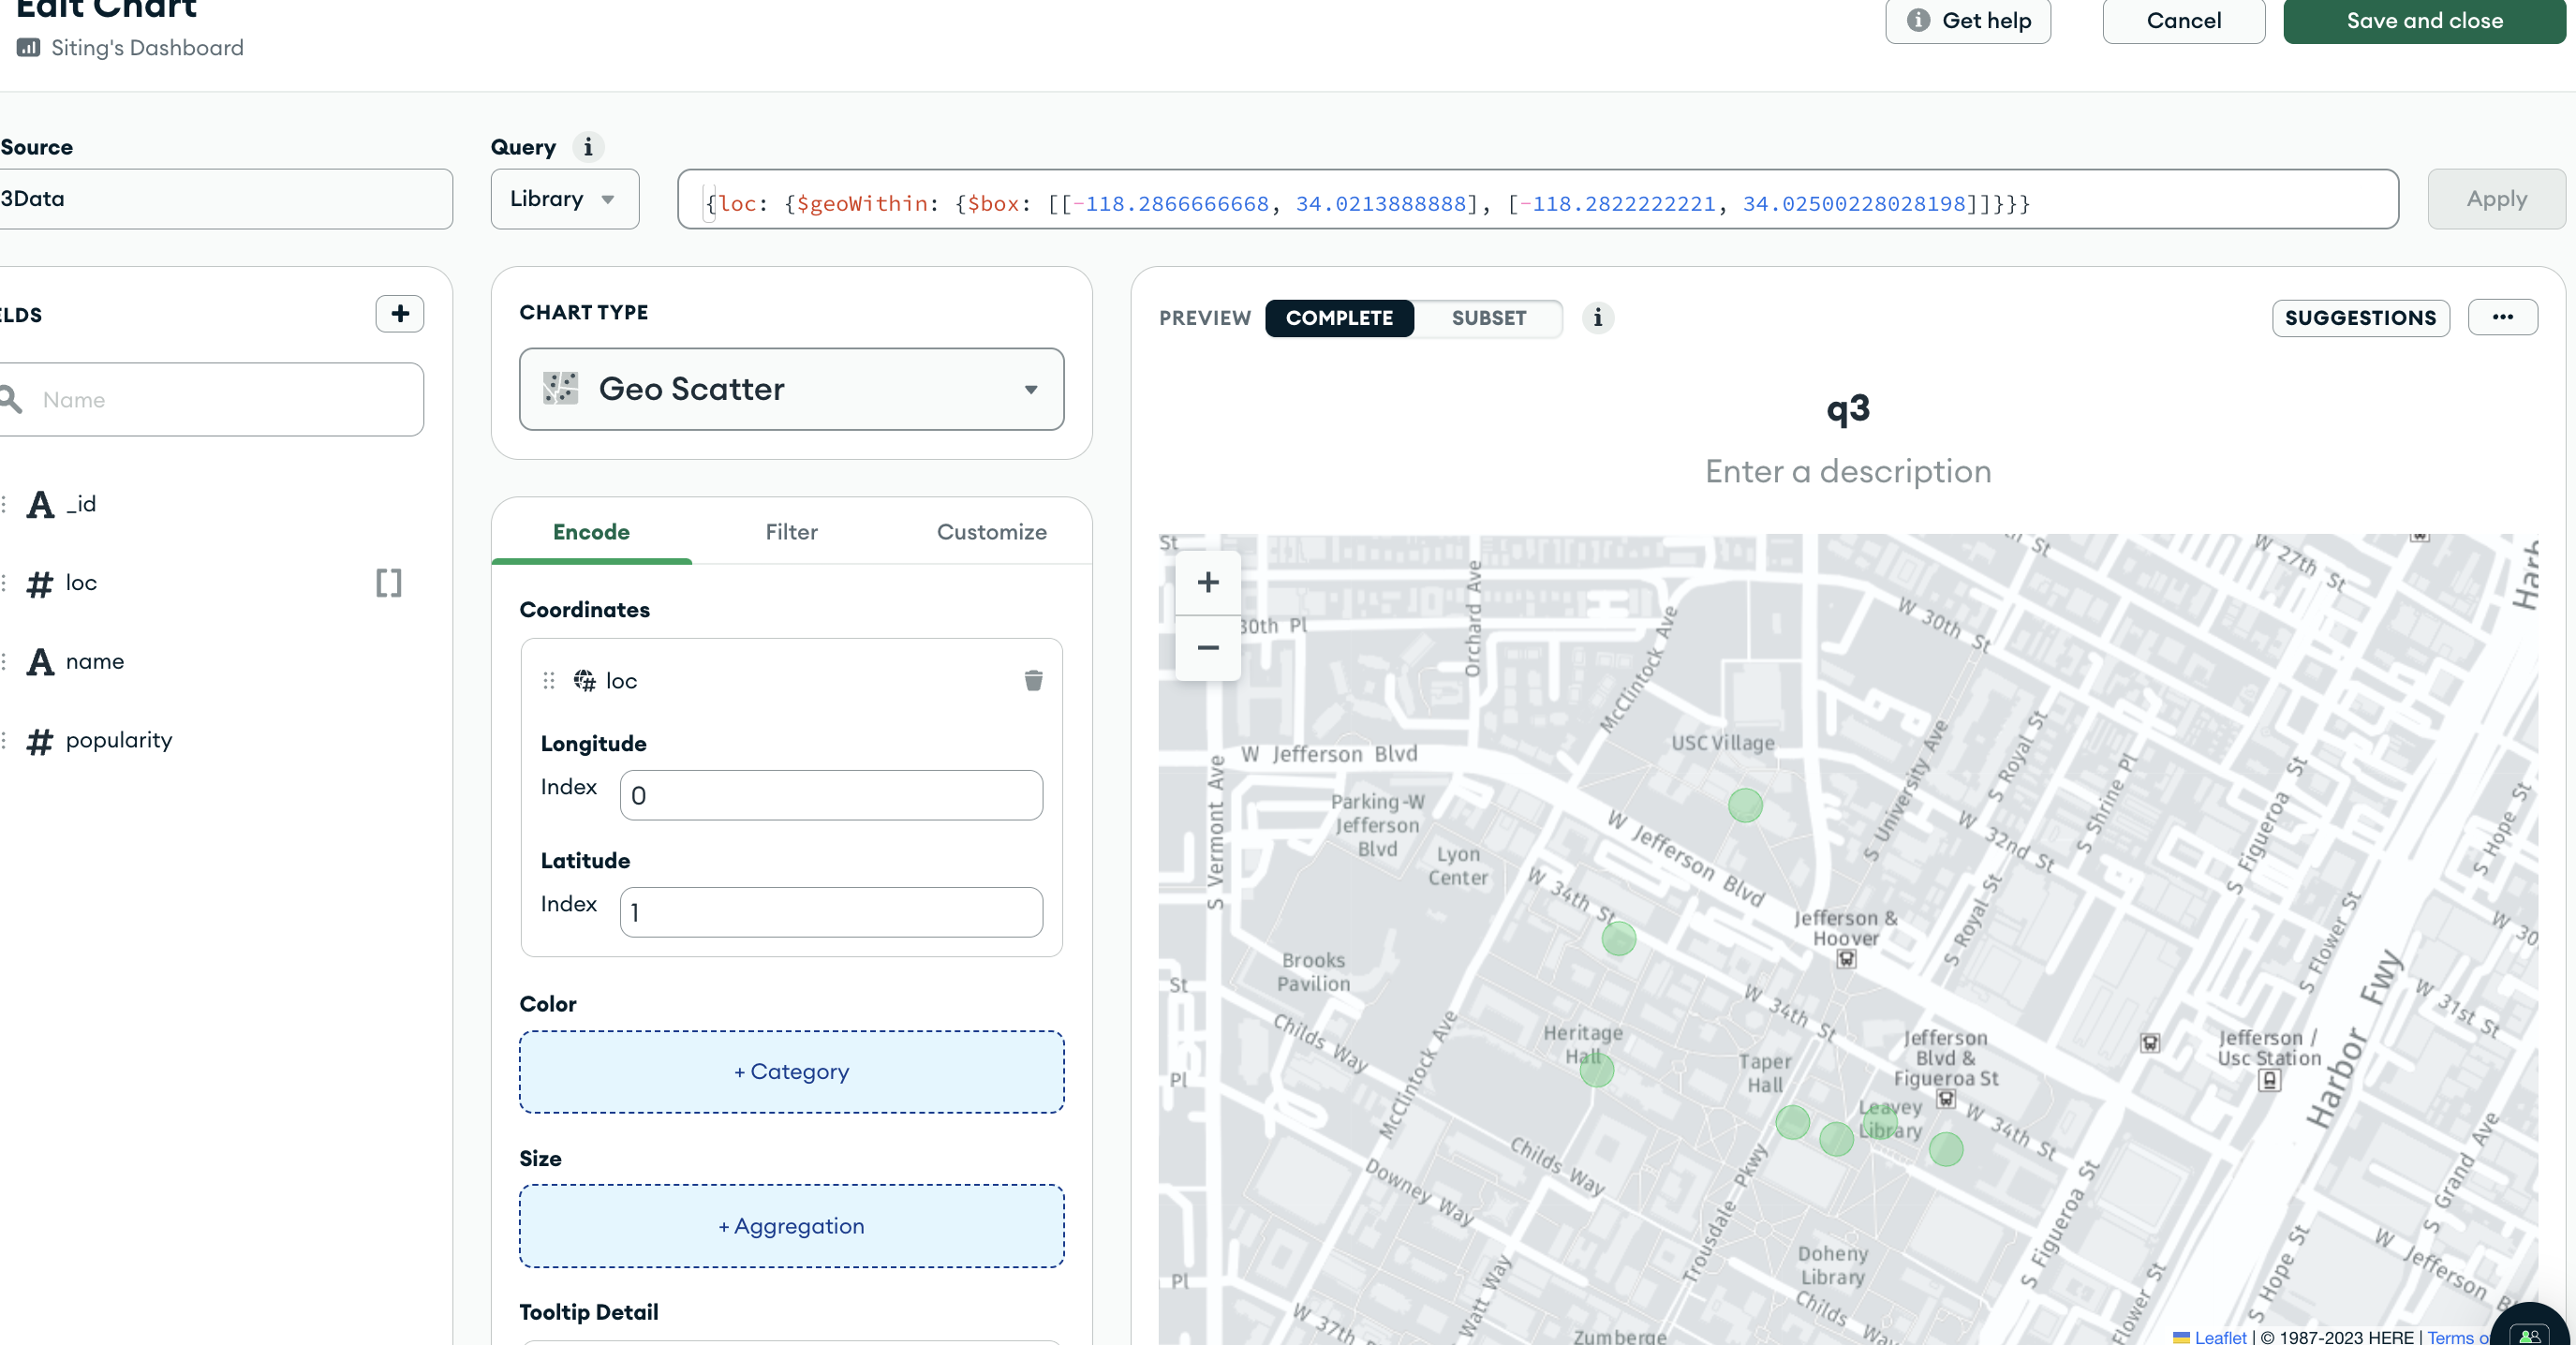 Edit Chart
Siting's Dashboard
Get help
Cancel
Save and close
Source
3Data
Query
Library
{loc: {$geoWithin: {$box: [[-118.2866666668, 34.0213888888], [-118.2822222221, 34.02500228028198]]}}}
Apply
ELDS
Name
A _id
# loc
[]
A name
# popularity
CHART TYPE
Geo Scatter
Encode
Filter
Customize
Coordinates
loc
Longitude
Index
0
Latitude
Index
1
Color
+ Category
Size
+ Aggregation
Tooltip Detail
PREVIEW
COMPLETE
SUBSET
SUGGESTIONS
q3
Enter a description
+
−
St
30th Pl
Orchard Ave
McClintock Ave
W 30th St
W 27th St
Harb
W Jefferson Blvd
USC Village
S Vermont Ave
Parking-W
Jefferson
Blvd
Lyon
Center
W Jefferson Blvd
S University Ave
S Royal St
S Shrine Pl
W 32nd St
S Figueroa St
S Hope St
W 34th St
Jefferson &
Hoover
S Royal St
S Flower St
W 30
Brooks
Pavilion
St
W 34th St
Harbor Fwy
W 31st St
Childs Way
McClintock Ave
Heritage
Hall
Taper
Hall
Jefferson
Blvd &
Figueroa St
Jefferson /
Usc Station
Pl
Leavey
Library
W 34th St
Downey Way
Childs Way
Trousdale Pkwy
S Figueroa St
S Grand Ave
Doheny
Library
Pl
W 37th
Watt Way
Childs Way
Zumberge
Flower St
S Hope St
W Jefferson B
Leaflet | © 1987-2023 HERE | Terms o